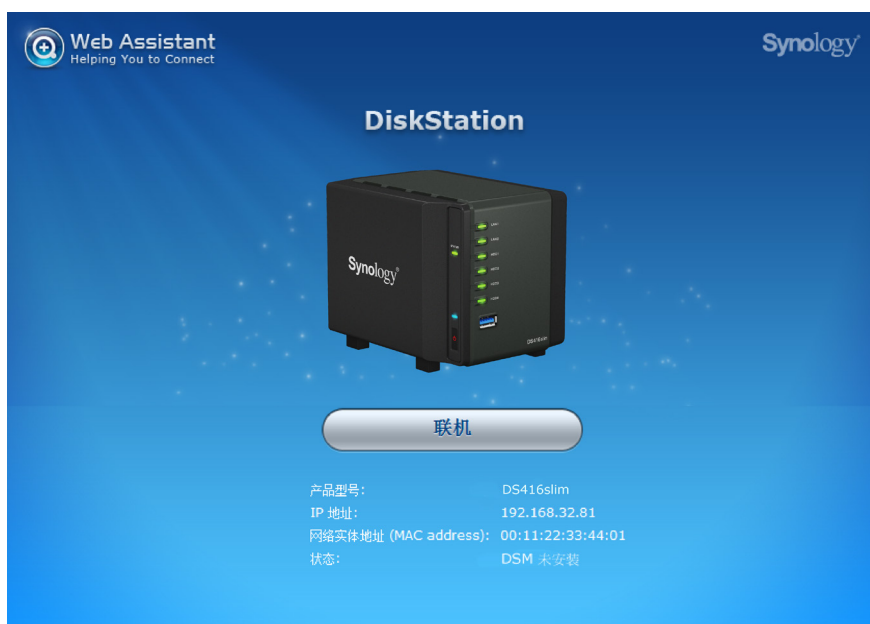 Web Assistant
Helping You to Connect
Synology
DiskStation
Synology
DS416slim
联机
产品型号: DS416slim
IP 地址: 192.168.32.81
网络实体地址 (MAC address): 00:11:22:33:44:01
状态: DSM 未安装